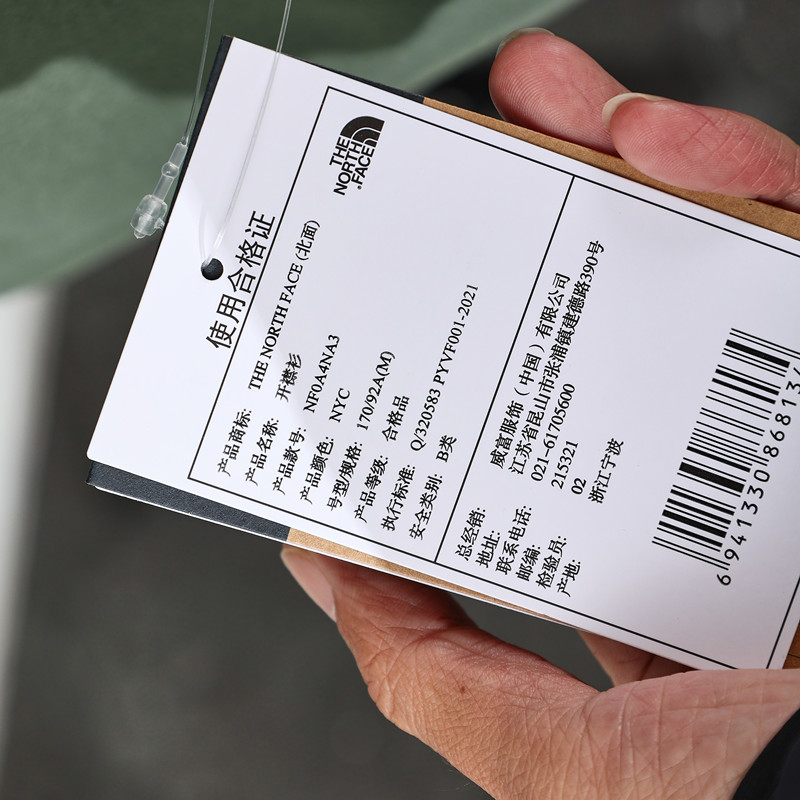 使用合格证
THE
NORTH
FACE
产品商标: THE NORTH FACE (北面)
产品名称: 开襟衫
产品款号: NF0A4NA3
产品颜色: NYC
号型/规格: 170/92A(M)
产品等级: 合格品
执行标准: Q/320583 PYVF001-2021
安全类别: B类
总经销: 威富服饰（中国）有限公司
地址: 江苏省昆山市张浦镇建德路390号
联系电话: 021-61705600
邮编: 215321
检验员: 02
产地: 浙江宁波
6 941330 86813